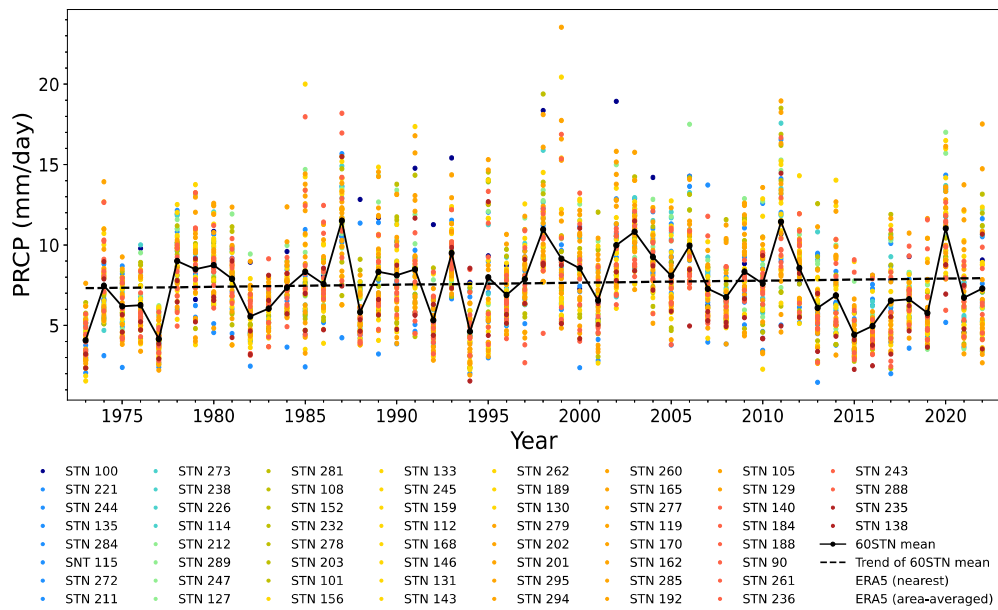 PRCP (mm/day)
20
15
10
5
1975 1980 1985 1990 1995 2000 2005 2010 2015 2020
Year
STN 100 STN 273 STN 281 STN 133 STN 262 STN 260 STN 105 STN 243
STN 221 STN 238 STN 108 STN 245 STN 189 STN 165 STN 129 STN 288
STN 244 STN 226 STN 152 STN 159 STN 130 STN 277 STN 140 STN 235
STN 135 STN 114 STN 232 STN 112 STN 279 STN 119 STN 184 STN 138
STN 284 STN 212 STN 278 STN 168 STN 202 STN 170 STN 188 60STN mean
SNT 115 STN 289 STN 203 STN 146 STN 201 STN 162 STN 90 Trend of 60STN mean
STN 272 STN 247 STN 101 STN 131 STN 295 STN 285 STN 261 ERA5 (nearest)
STN 211 STN 127 STN 156 STN 143 STN 294 STN 192 STN 236 ERA5 (area-averaged)